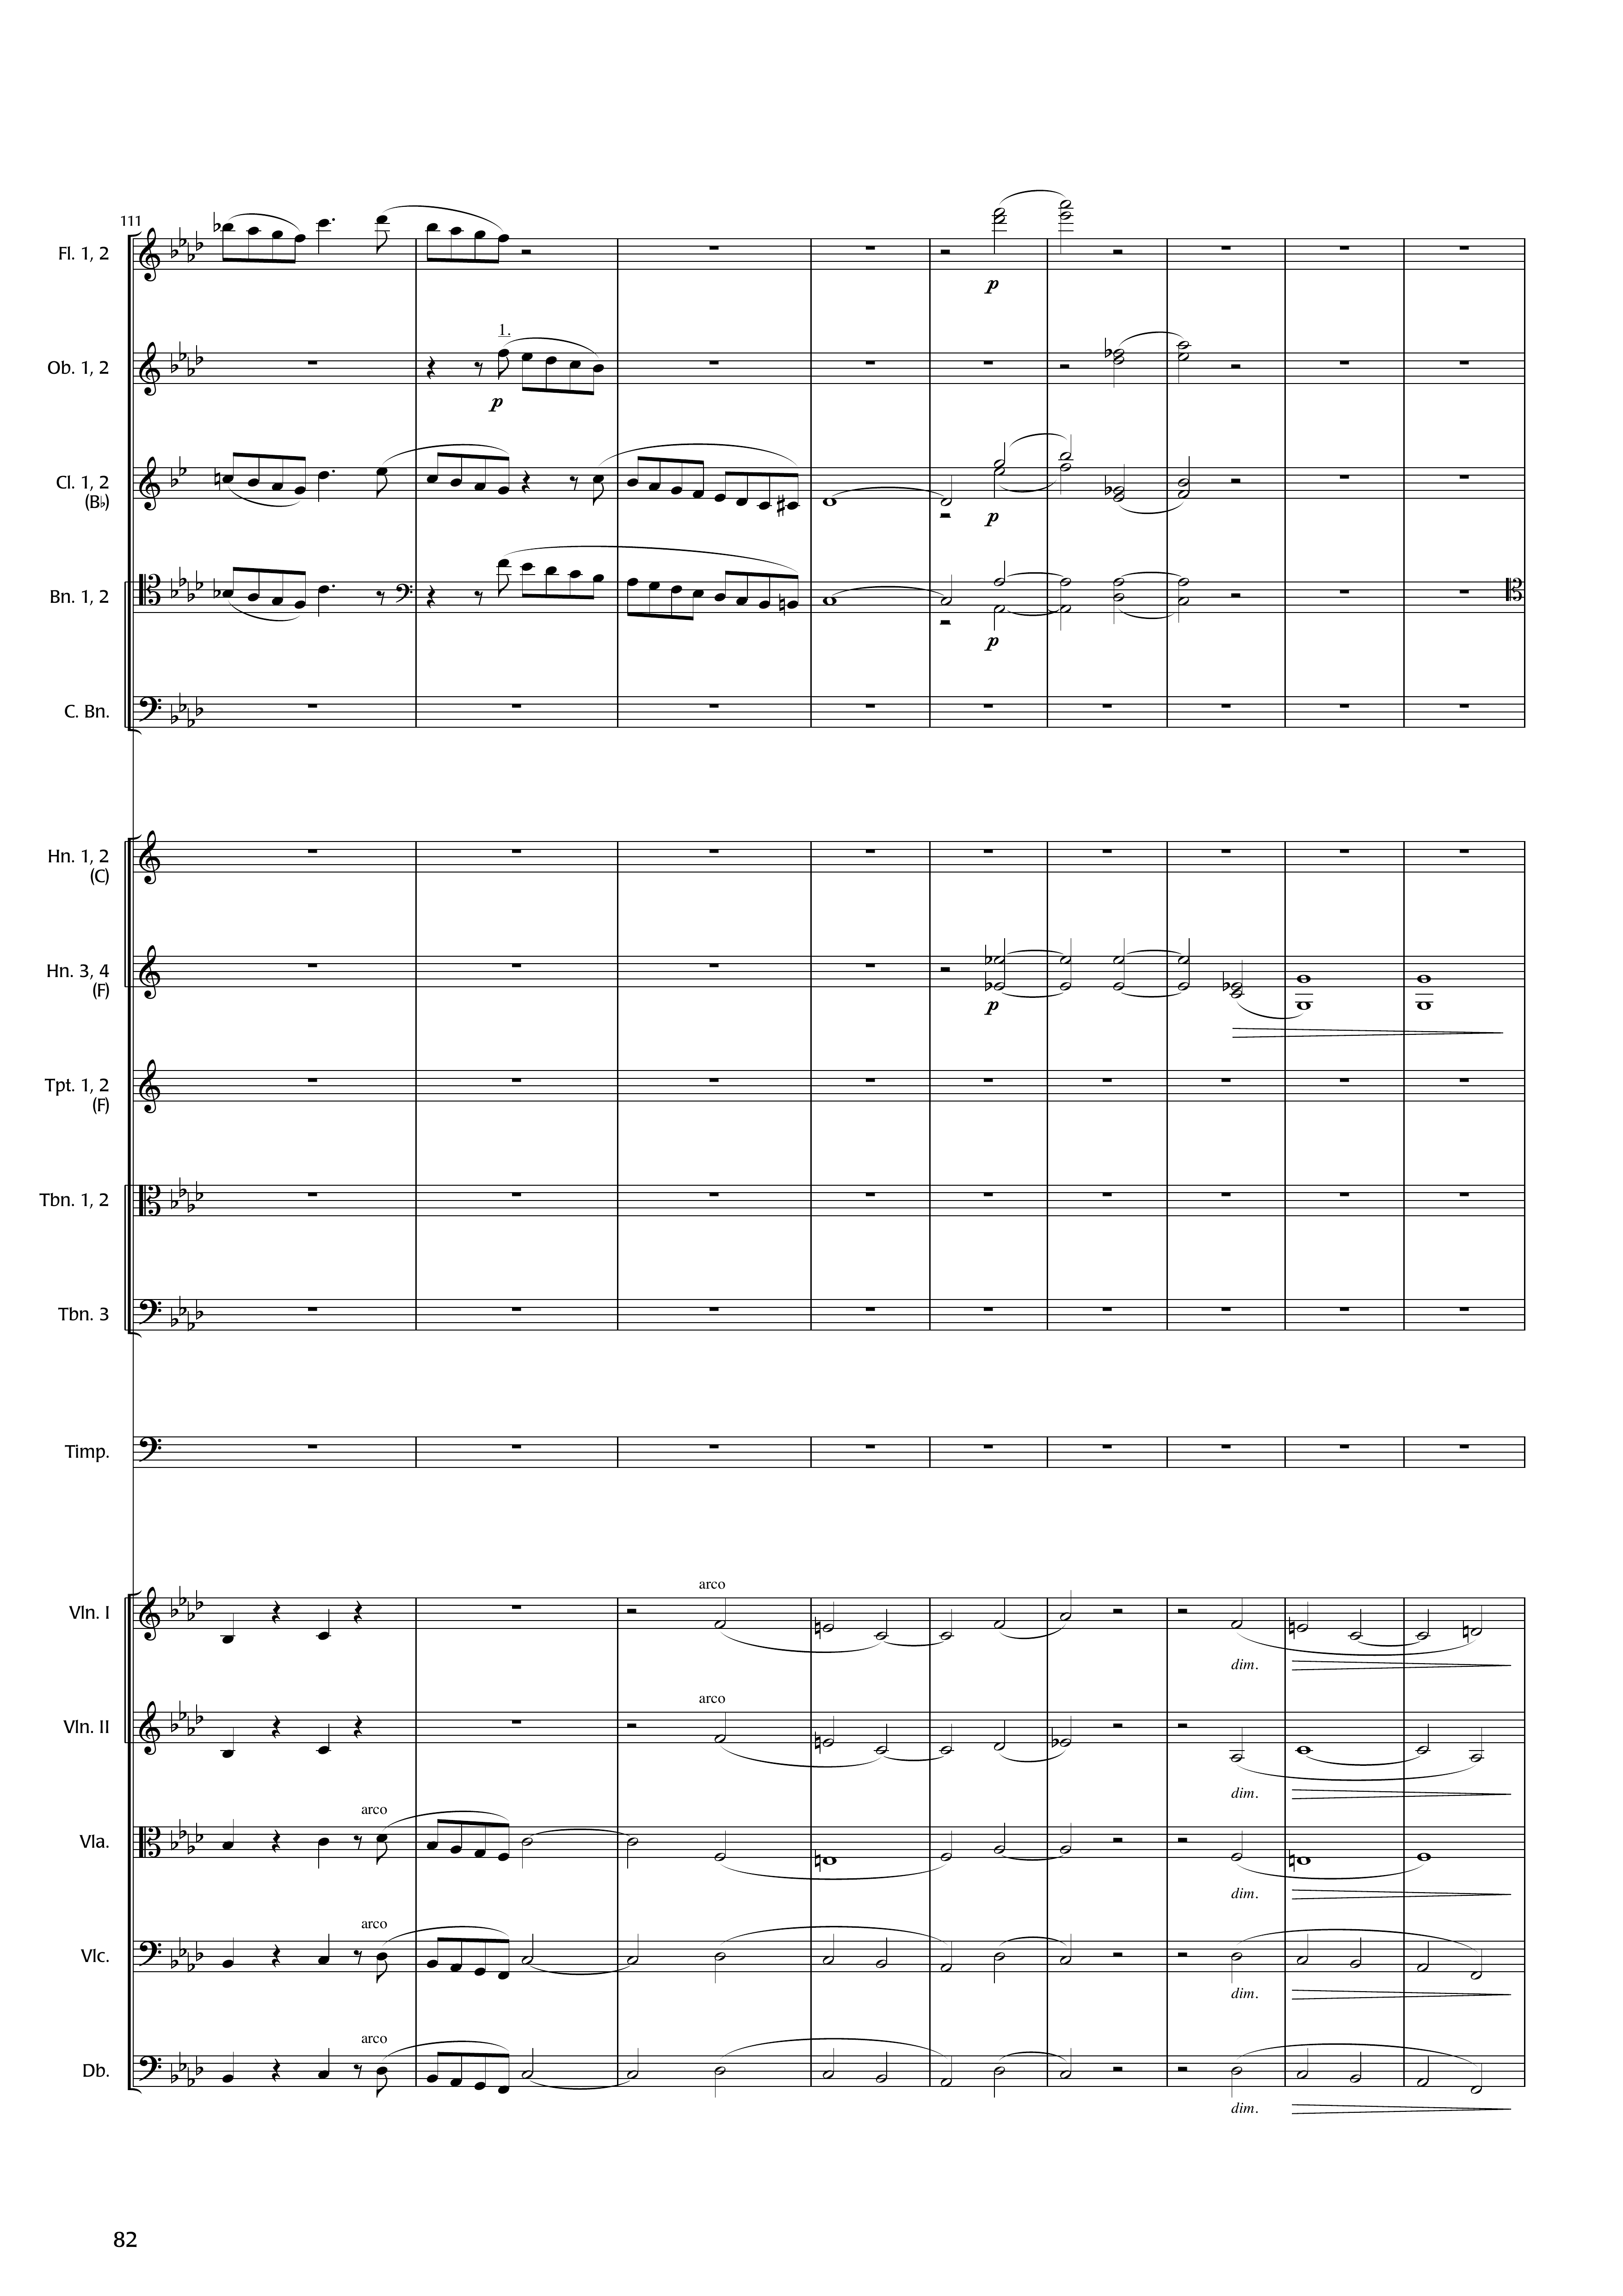 111
Fl. 1, 2
p
1.
Ob. 1, 2
p
Cl. 1, 2
(B♭)
p
Bn. 1, 2
p
C. Bn.
Hn. 1, 2
(C)
Hn. 3, 4
(F)
p
Tpt. 1, 2
(F)
Tbn. 1, 2
Tbn. 3
Timp.
arco
Vln. I
dim.
arco
Vln. II
dim.
arco
Vla.
dim.
arco
Vlc.
dim.
arco
Db.
dim.
82